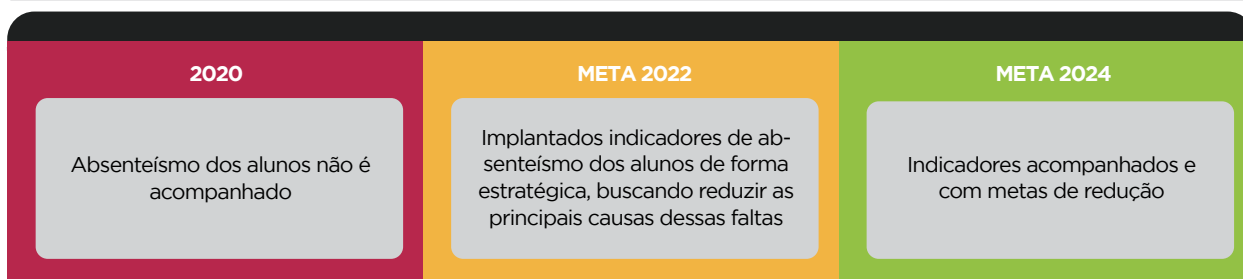 2020
Absenteísmo dos alunos não é
acompanhado
META 2022
Implantados indicadores de ab-
senteísmo dos alunos de forma
estratégica, buscando reduzir as
principais causas dessas faltas
META 2024
Indicadores acompanhados e
com metas de redução